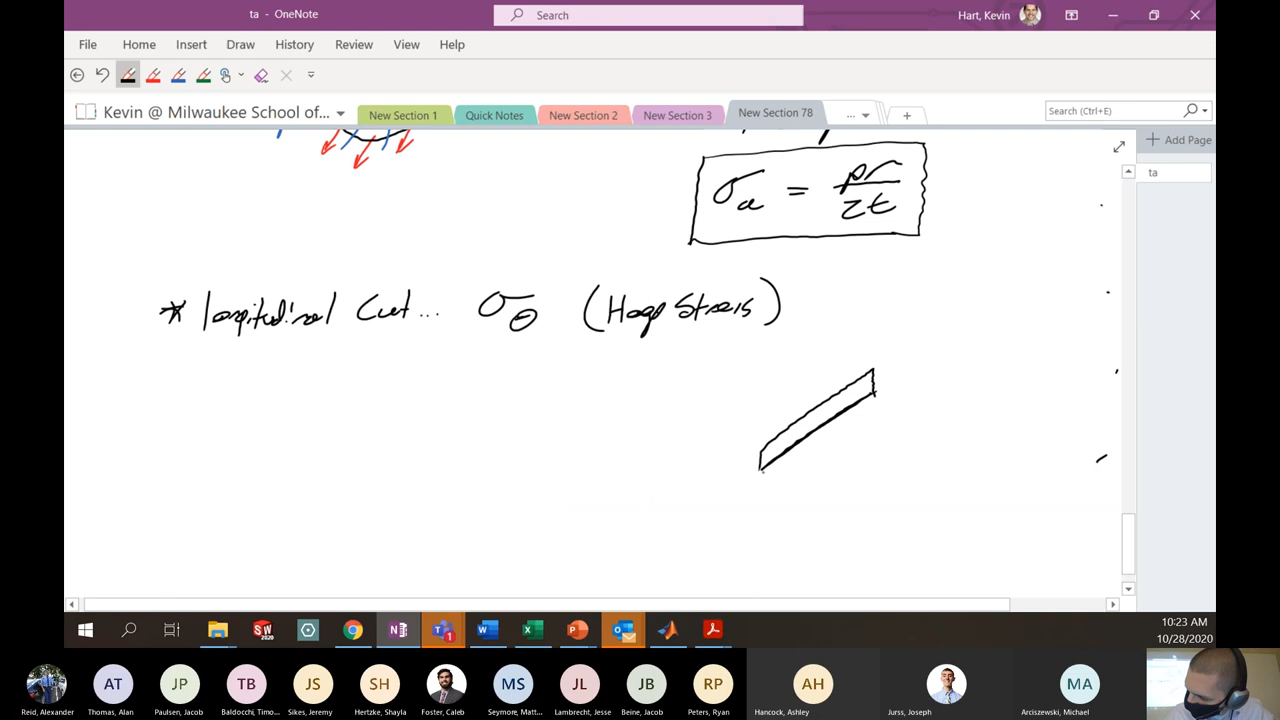 ta - OneNote
Search
Hart, Kevin
File Home Insert Draw History Review View Help
Kevin @ Milwaukee School of...
New Section 1
Quick Notes
New Section 2
New Section 3
New Section 78
...
Search (Ctrl+E)
Add Page
ta
σa = pr/2t
* longitudinal Cut... σθ (Hoop Stress)
10:23 AM
10/28/2020
AT JP TB JS SH MS JL JB RP AH MA
Reid, Alexander
Thomas, Alan
Paulsen, Jacob
Baldocchi, Timo...
Sikes, Jeremy
Hertzke, Shayla
Foster, Caleb
Seymore, Matt...
Lambrecht, Jesse
Beine, Jacob
Peters, Ryan
Hancock, Ashley
Jurss, Joseph
Arciszewski, Michael